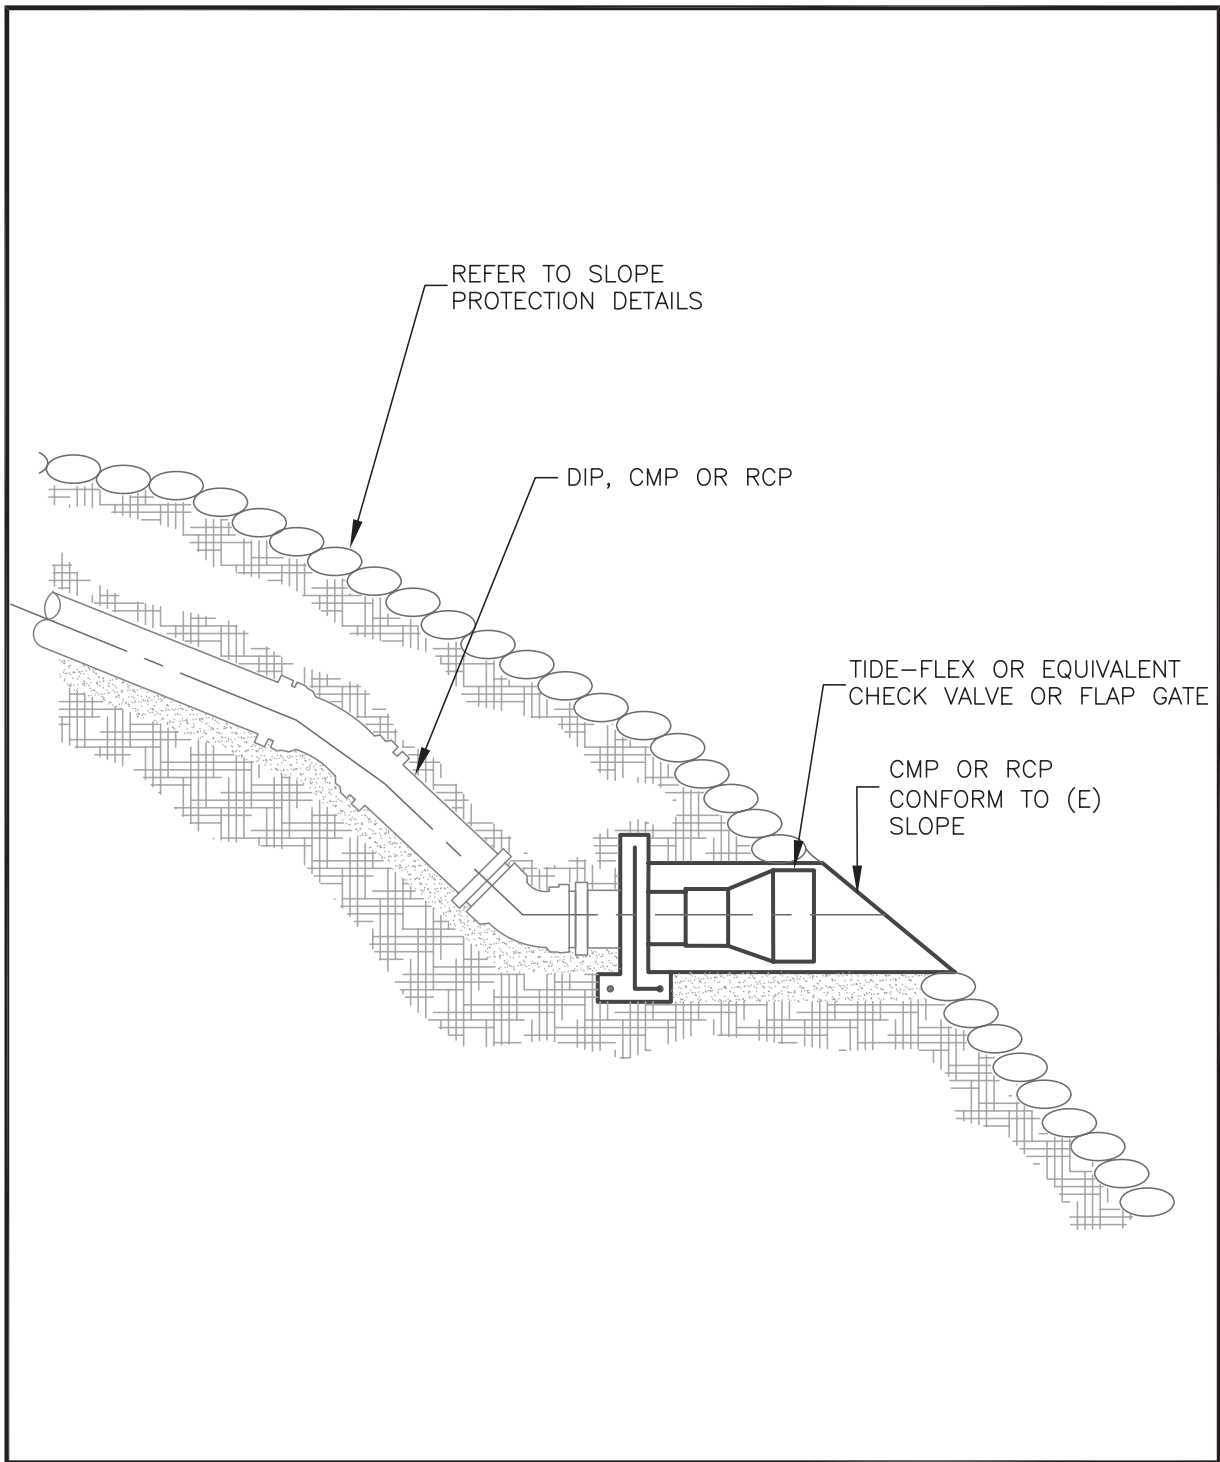 REFER TO SLOPE
PROTECTION DETAILS
DIP, CMP OR RCP
TIDE-FLEX OR EQUIVALENT
CHECK VALVE OR FLAP GATE
CMP OR RCP
CONFORM TO (E)
SLOPE